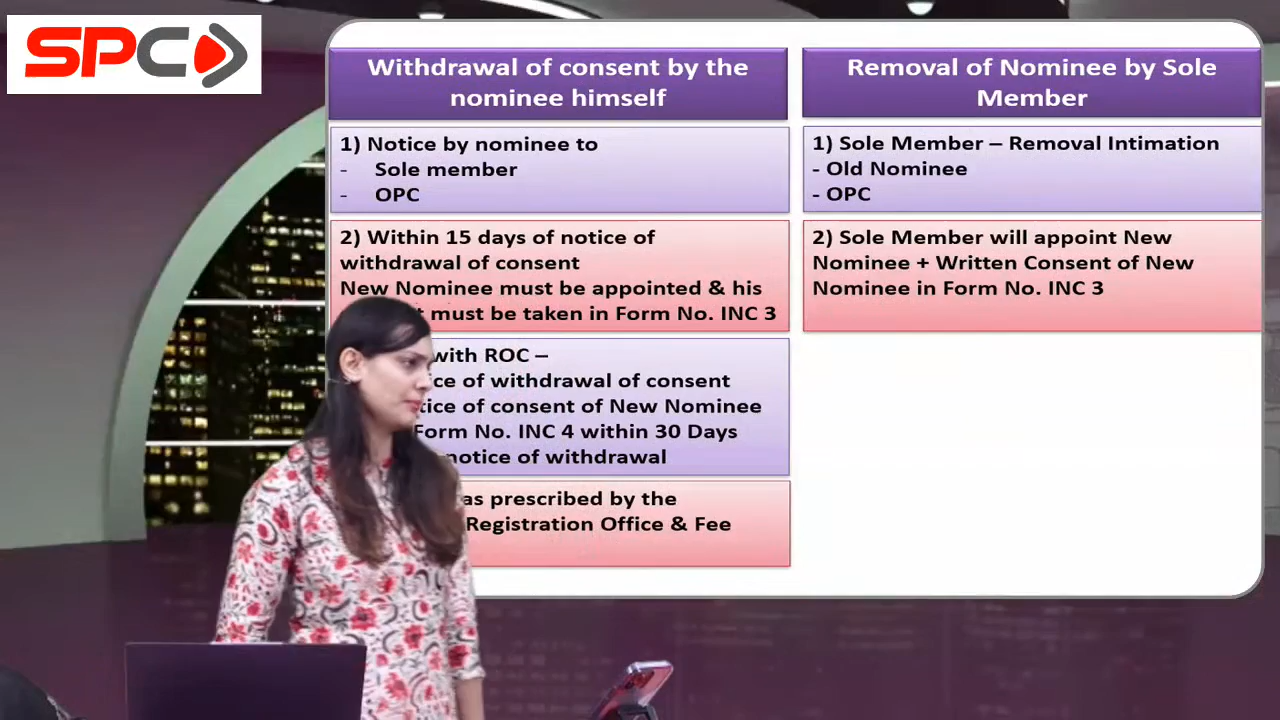 SPC
Withdrawal of consent by the
nominee himself
1) Notice by nominee to
- Sole member
- OPC
2) Within 15 days of notice of
withdrawal of consent
New Nominee must be appointed & his
must be taken in Form No. INC 3
with ROC –
of withdrawal of consent
of consent of New Nominee
Form No. INC 4 within 30 Days
notice of withdrawal
as prescribed by the
Registration Office & Fee
Removal of Nominee by Sole
Member
1) Sole Member – Removal Intimation
- Old Nominee
- OPC
2) Sole Member will appoint New
Nominee + Written Consent of New
Nominee in Form No. INC 3